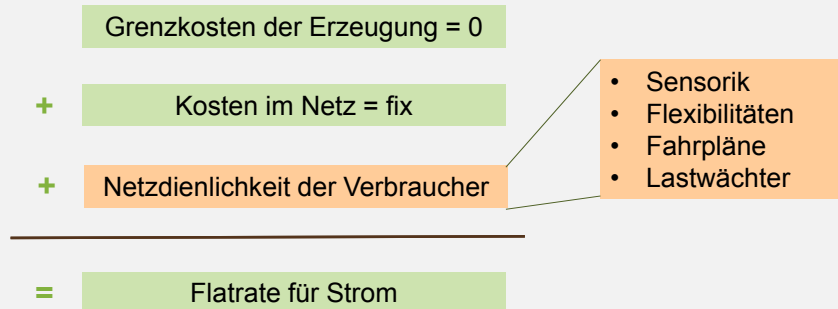 Grenzkosten der Erzeugung = 0
+ Kosten im Netz = fix
+ Netzdienlichkeit der Verbraucher
• Sensorik
• Flexibilitäten
• Fahrpläne
• Lastwächter
= Flatrate für Strom